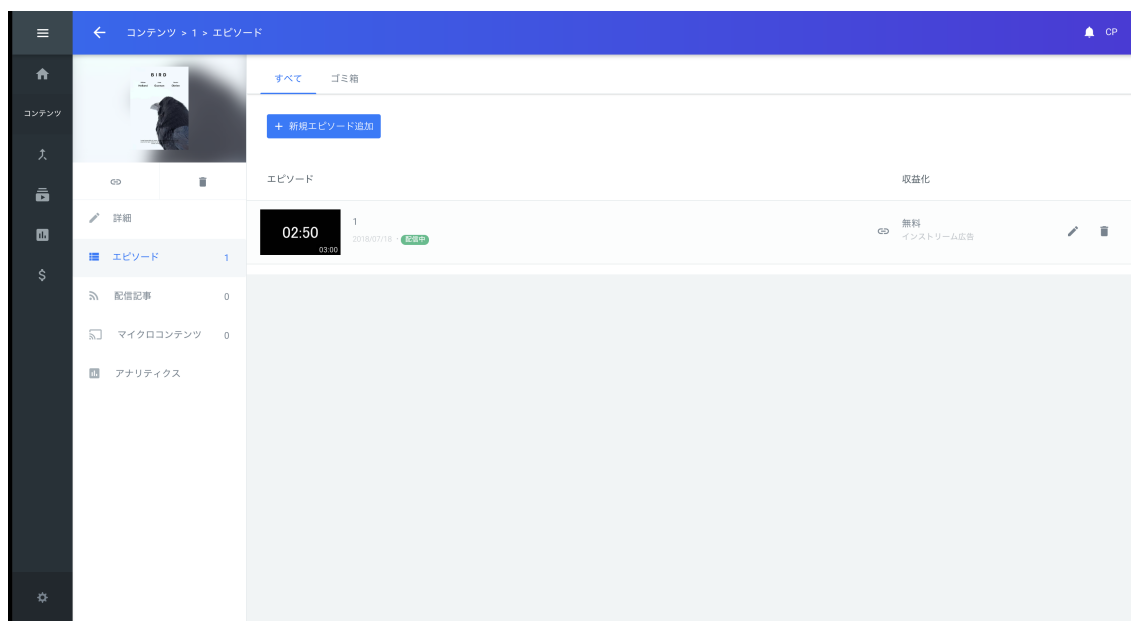 コンテンツ > 1 > エピソード
CP
コンテンツ
BIRD
詳細
エピソード 1
配信記事 0
マイクロコンテンツ 0
アナリティクス
すべて ゴミ箱
+ 新規エピソード追加
エピソード 収益化
02:50
03:00
1
2018/07/18 ・ 配信中
無料
インストリーム広告